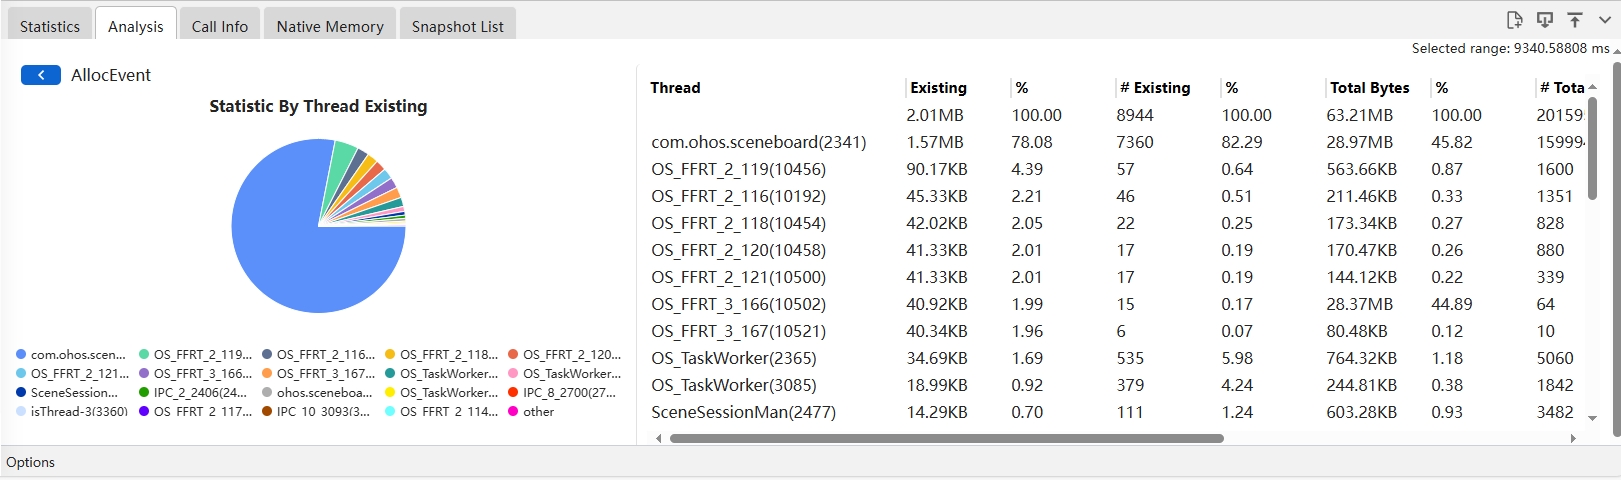 Statistics Analysis Call Info Native Memory Snapshot List
Selected range: 9340.58808 ms
AllocEvent
Statistic By Thread Existing
com.ohos.scen... OS_FFRT_2_119... OS_FFRT_2_116... OS_FFRT_2_118... OS_FFRT_2_120...
OS_FFRT_2_121... OS_FFRT_3_166... OS_FFRT_3_167... OS_TaskWorker... OS_TaskWorker...
SceneSession... IPC_2_2406(24... ohos.sceneboa... OS_TaskWorker... IPC_8_2700(27...
isThread-3(3360) OS_FFRT_2_117... IPC_10_3093(3... OS_FFRT_2_114... other
Thread Existing % # Existing % Total Bytes % # Tota
2.01MB 100.00 8944 100.00 63.21MB 100.00 20159
com.ohos.sceneboard(2341) 1.57MB 78.08 7360 82.29 28.97MB 45.82 15999
OS_FFRT_2_119(10456) 90.17KB 4.39 57 0.64 563.66KB 0.87 1600
OS_FFRT_2_116(10192) 45.33KB 2.21 46 0.51 211.46KB 0.33 1351
OS_FFRT_2_118(10454) 42.02KB 2.05 22 0.25 173.34KB 0.27 828
OS_FFRT_2_120(10458) 41.33KB 2.01 17 0.19 170.47KB 0.26 880
OS_FFRT_2_121(10500) 41.33KB 2.01 17 0.19 144.12KB 0.22 339
OS_FFRT_3_166(10502) 40.92KB 1.99 15 0.17 28.37MB 44.89 64
OS_FFRT_3_167(10521) 40.34KB 1.96 6 0.07 80.48KB 0.12 10
OS_TaskWorker(2365) 34.69KB 1.69 535 5.98 764.32KB 1.18 5060
OS_TaskWorker(3085) 18.99KB 0.92 379 4.24 244.81KB 0.38 1842
SceneSessionMan(2477) 14.29KB 0.70 111 1.24 603.28KB 0.93 3482
Options